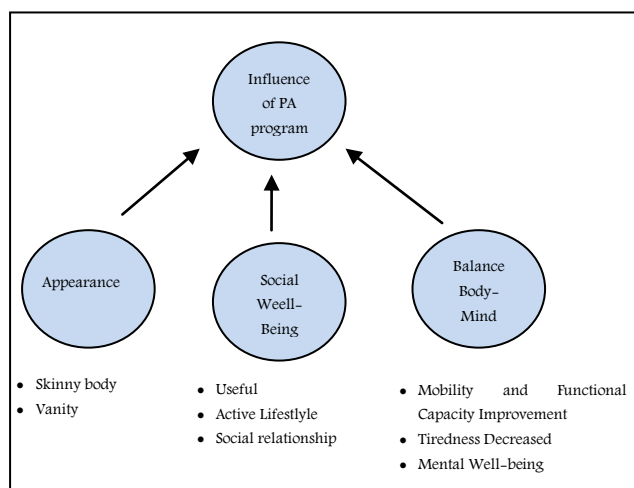 Influence
of PA
program
Appearance
Social
Weell-
Being
Balance
Body-
Mind
• Skinny body
• Vanity
• Useful
• Active Lifestlyle
• Social relationship
• Mobility and Functional
Capacity Improvement
• Tiredness Decreased
• Mental Well-being